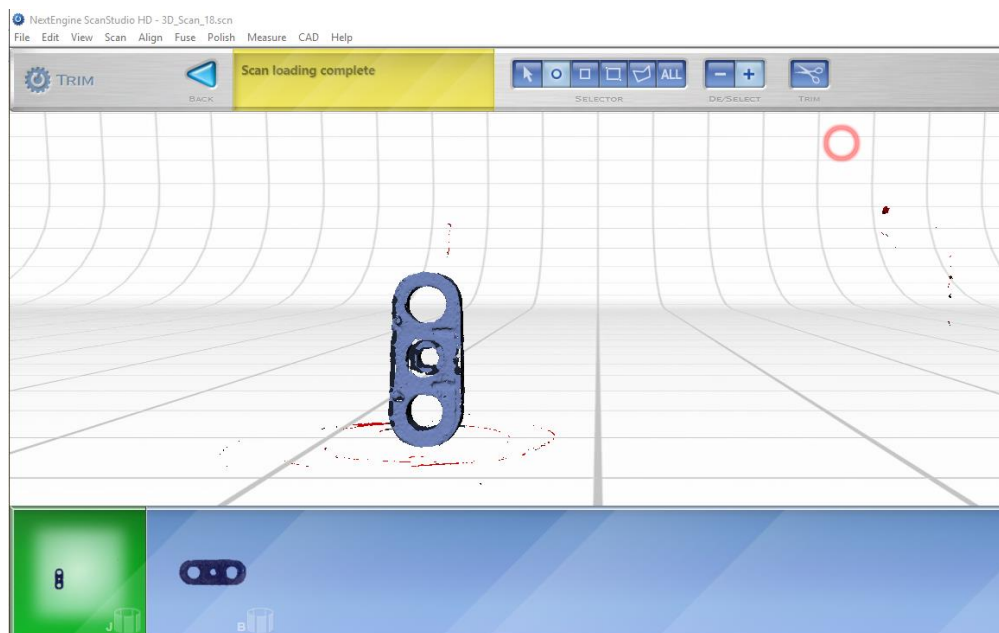 NextEngine ScanStudio HD - 3D_Scan_18.scn
File Edit View Scan Align Fuse Polish Measure CAD Help
TRIM
BACK
Scan loading complete
ALL
SELECTOR
DE/SELECT
TRIM
J
B